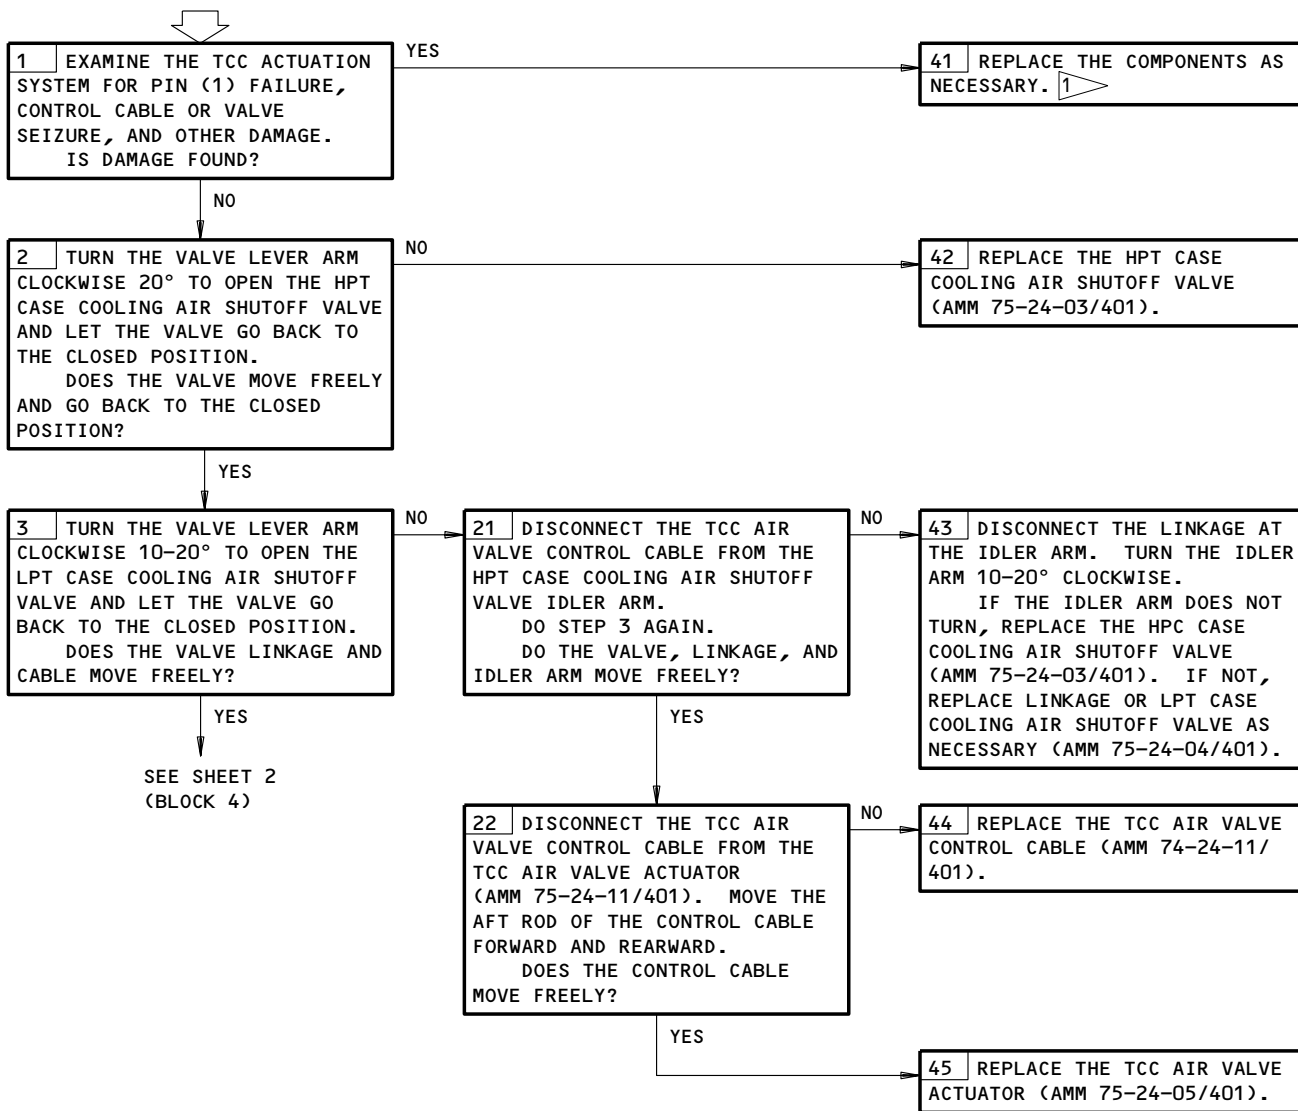 1 EXAMINE THE TCC ACTUATION
SYSTEM FOR PIN (1) FAILURE,
CONTROL CABLE OR VALVE
SEIZURE, AND OTHER DAMAGE.
IS DAMAGE FOUND?
YES
41 REPLACE THE COMPONENTS AS
NECESSARY. 1
NO
2 TURN THE VALVE LEVER ARM
CLOCKWISE 20° TO OPEN THE HPT
CASE COOLING AIR SHUTOFF VALVE
AND LET THE VALVE GO BACK TO
THE CLOSED POSITION.
DOES THE VALVE MOVE FREELY
AND GO BACK TO THE CLOSED
POSITION?
NO
42 REPLACE THE HPT CASE
COOLING AIR SHUTOFF VALVE
(AMM 75-24-03/401).
YES
3 TURN THE VALVE LEVER ARM
CLOCKWISE 10-20° TO OPEN THE
LPT CASE COOLING AIR SHUTOFF
VALVE AND LET THE VALVE GO
BACK TO THE CLOSED POSITION.
DOES THE VALVE LINKAGE AND
CABLE MOVE FREELY?
NO
21 DISCONNECT THE TCC AIR
VALVE CONTROL CABLE FROM THE
HPT CASE COOLING AIR SHUTOFF
VALVE IDLER ARM.
DO STEP 3 AGAIN.
DO THE VALVE, LINKAGE, AND
IDLER ARM MOVE FREELY?
NO
43 DISCONNECT THE LINKAGE AT
THE IDLER ARM. TURN THE IDLER
ARM 10-20° CLOCKWISE.
IF THE IDLER ARM DOES NOT
TURN, REPLACE THE HPC CASE
COOLING AIR SHUTOFF VALVE
(AMM 75-24-03/401). IF NOT,
REPLACE LINKAGE OR LPT CASE
COOLING AIR SHUTOFF VALVE AS
NECESSARY (AMM 75-24-04/401).
YES
SEE SHEET 2
(BLOCK 4)
YES
22 DISCONNECT THE TCC AIR
VALVE CONTROL CABLE FROM THE
TCC AIR VALVE ACTUATOR
(AMM 75-24-11/401). MOVE THE
AFT ROD OF THE CONTROL CABLE
FORWARD AND REARWARD.
DOES THE CONTROL CABLE
MOVE FREELY?
NO
44 REPLACE THE TCC AIR VALVE
CONTROL CABLE (AMM 74-24-11/
401).
YES
45 REPLACE THE TCC AIR VALVE
ACTUATOR (AMM 75-24-05/401).